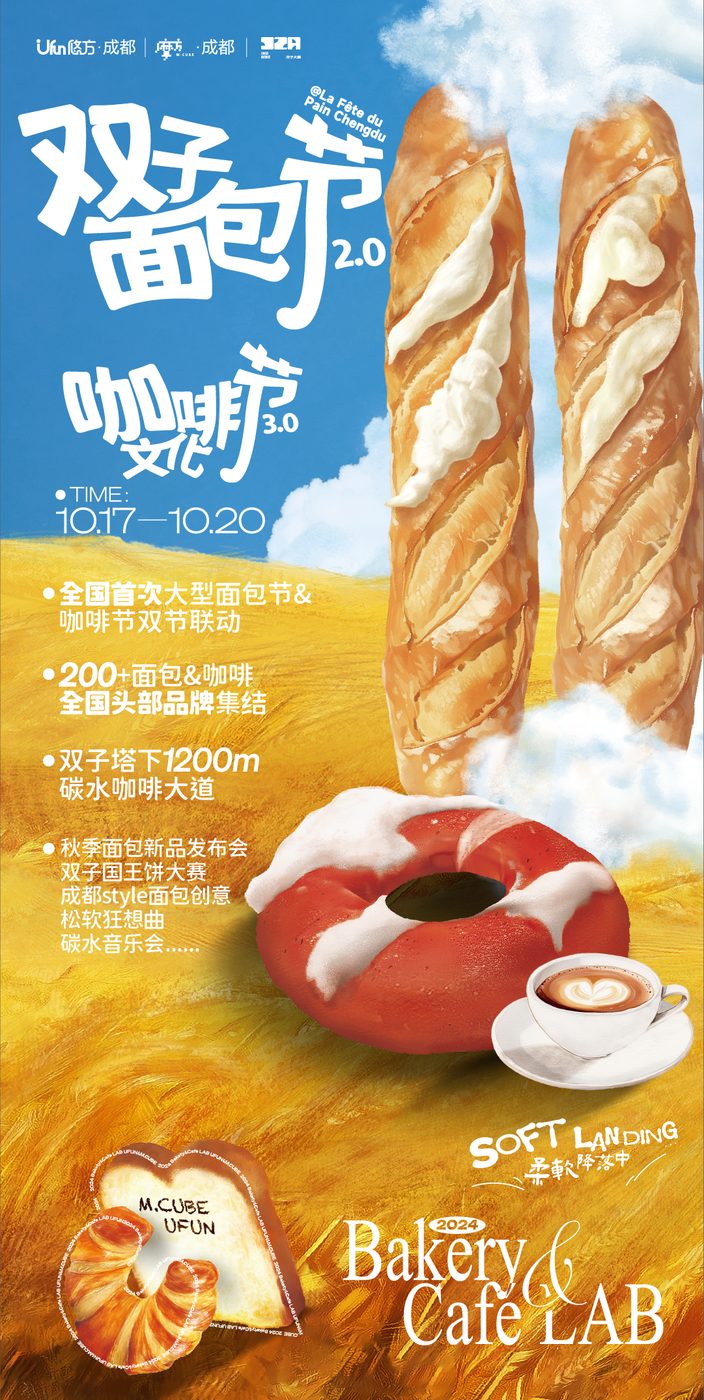 Ufun 悠方·成都
摩方 M·CUBE ·成都
@La Fête du
Pain Chengdu
双子
面包节
2.0
咖啡
文化节
3.0
TIME:
10.17—10.20
全国首次大型面包节&
咖啡节双节联动
200+面包&咖啡
全国头部品牌集结
双子塔下1200m
碳水咖啡大道
秋季面包新品发布会
双子国王饼大赛
成都style面包创意
松软狂想曲
碳水音乐会……
SOFT LANDING
柔軟降落中
M.CUBE
UFUN
2024
Bakery &
Café LAB